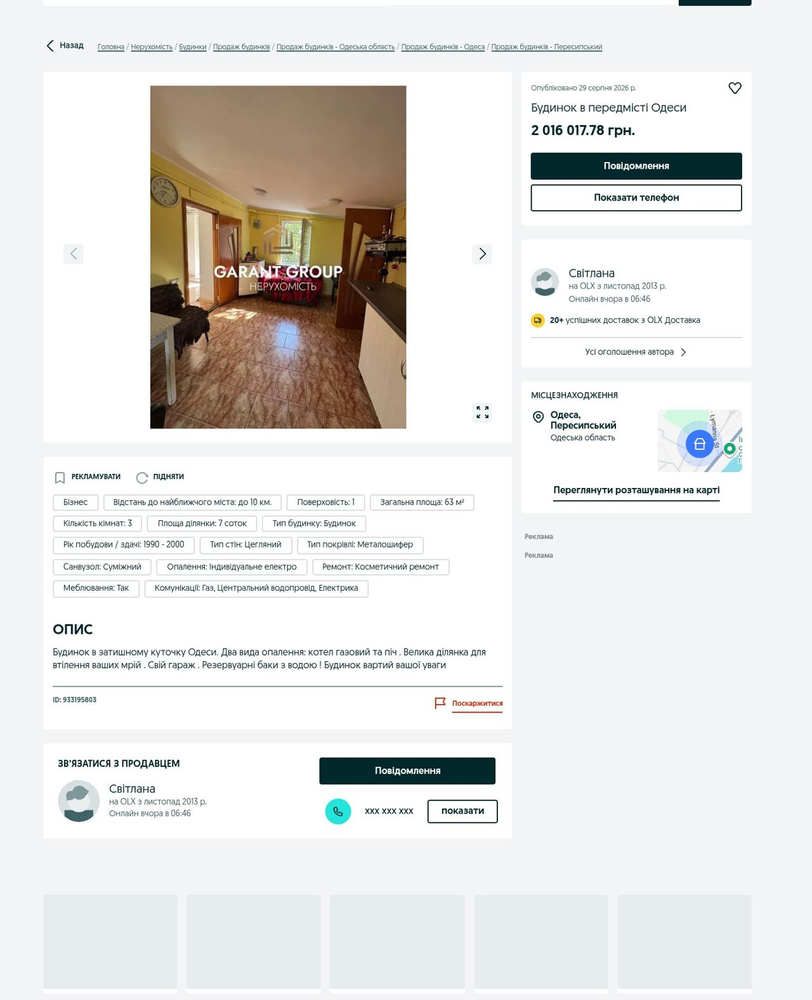 Назад
Головна / Нерухомість / Будинки / Продаж будинків / Продаж будинків - Одеська область / Продаж будинків - Одеса / Продаж будинків - Пересипський
GARANT GROUP
НЕРУХОМІСТЬ
Опубліковано 29 серпня 2026 р.
Будинок в передмісті Одеси
2 016 017.78 грн.
Повідомлення
Показати телефон
Світлана
на OLX з листопад 2013 р.
Онлайн вчора в 06:46
20+ успішних доставок з OLX Доставка
Усі оголошення автора
МІСЦЕЗНАХОДЖЕННЯ
Одеса,
Пересипський
Одеська область
Lymanna St
Переглянути розташування на карті
Реклама
Реклама
РЕКЛАМУВАТИ
ПІДНЯТИ
Бізнес
Відстань до найближчого міста: до 10 км.
Поверховість: 1
Загальна площа: 63 м²
Кількість кімнат: 3
Площа ділянки: 7 соток
Тип будинку: Будинок
Рік побудови / здачі: 1990 - 2000
Тип стін: Цегляний
Тип покрівлі: Металошифер
Санвузол: Суміжний
Опалення: Індивідуальне електро
Ремонт: Косметичний ремонт
Меблювання: Так
Комунікації: Газ, Центральний водопровід, Електрика
ОПИС
Будинок в затишному куточку Одеси. Два вида опалення: котел газовий та піч . Велика ділянка для
втілення ваших мрій . Свій гараж . Резервуарні баки з водою ! Будинок вартий вашої уваги
ID: 933195803
Поскаржитися
ЗВ’ЯЗАТИСЯ З ПРОДАВЦЕМ
Світлана
на OLX з листопад 2013 р.
Онлайн вчора в 06:46
Повідомлення
xxx xxx xxx
показати